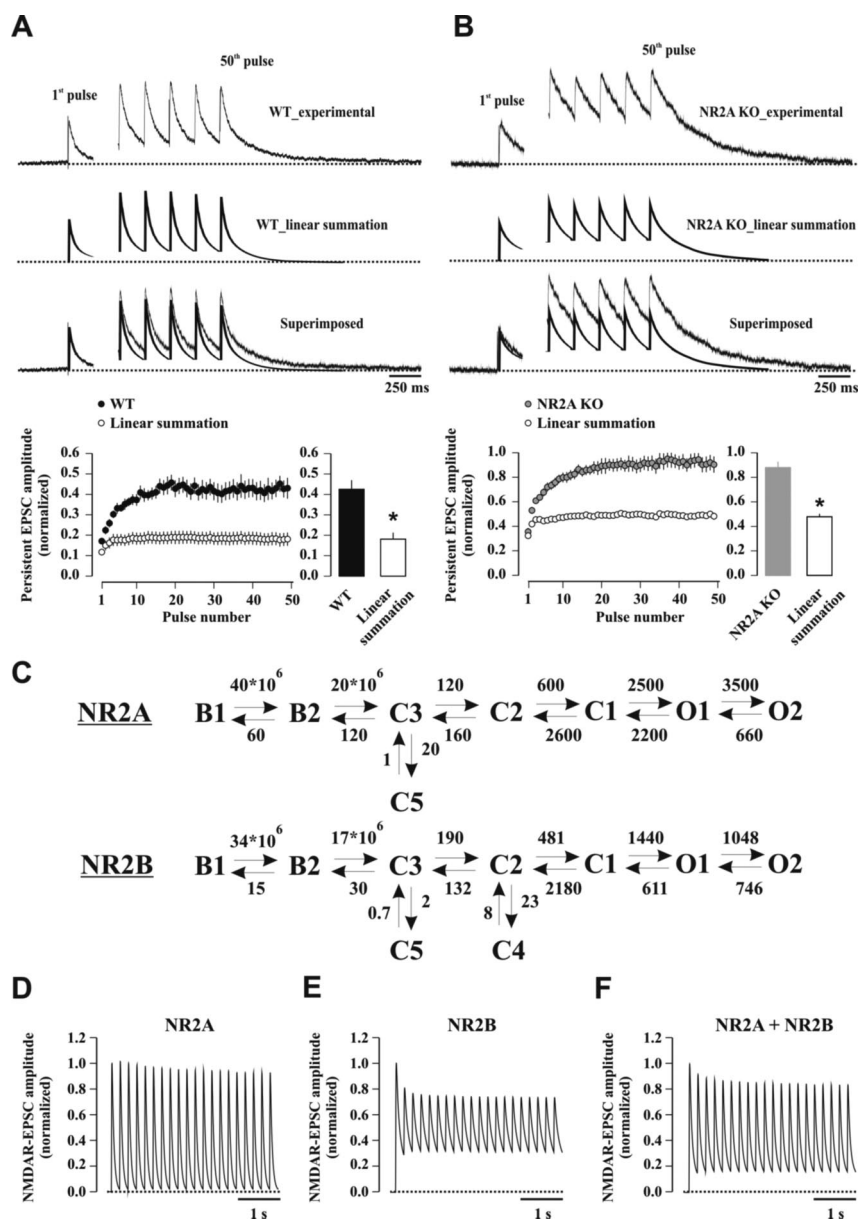 A
50th pulse
1st pulse
WT_experimental
WT_linear summation
Superimposed
250 ms
WT
Linear summation
Persistent EPSC amplitude
(normalized)
0.6
0.5
0.4
0.3
0.2
0.1
0.0
1 10 20 30 40 50
Pulse number
0.6
0.5
0.4
0.3
0.2
0.1
0.0
*
WT
Linear
summation
B
50th pulse
1st pulse
NR2A KO_experimental
NR2A KO_linear summation
Superimposed
250 ms
NR2A KO
Linear summation
Persistent EPSC amplitude
(normalized)
1.0
0.8
0.6
0.4
0.2
0.0
1 10 20 30 40 50
Pulse number
1.0
0.8
0.6
0.4
0.2
0.0
*
NR2A KO
Linear
summation
C
40*10^6 20*10^6 120 600 2500 3500
NR2A B1 B2 C3 C2 C1 O1 O2
60 120 160 2600 2200 660
1 20
C5
34*10^6 17*10^6 190 481 1440 1048
NR2B B1 B2 C3 C2 C1 O1 O2
15 30 132 2180 611 746
0.7 2 8 23
C5 C4
D
NR2A
NMDAR-EPSC amplitude
(normalized)
1.2
1.0
0.8
0.6
0.4
0.2
0.0
1 s
E
NR2B
NMDAR-EPSC amplitude
(normalized)
1.2
1.0
0.8
0.6
0.4
0.2
0.0
1 s
F
NR2A + NR2B
NMDAR-EPSC amplitude
(normalized)
1.2
1.0
0.8
0.6
0.4
0.2
0.0
1 s